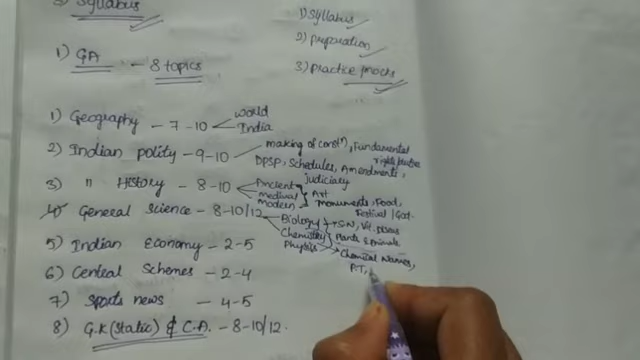 Syllabus
1) Syllabus
2) Preparation
3) Practice mocks
1) GA - 8 topics
1) Geography - 7-10
World
India
2) Indian polity - 9-10
making of constn), Fundamental
rights
DPSP, Schedules, Amendments,
judiciary
3) " History - 8-10
Ancient
medival
modern
Art
monuments, Food,
Festival
4) General Science - 8-10/12
Biology
Chemistry
Physics
Plants & Animals
Chemical Names,
P.T,
5) Indian Economy - 2-5
6) Central Schemes - 2-4
7) Sports news - 4-5
8) G.K (Static) & C.A. - 8-10/12.